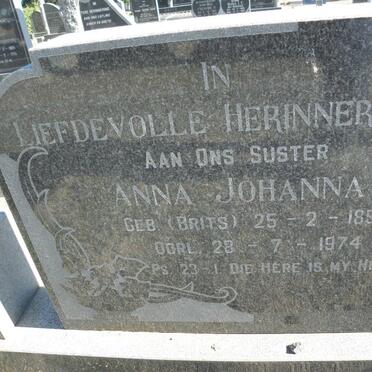 IN
LIEFDEVOLLE HERINNER
AAN ONS SUSTER
ANNA JOHANNA
GEB (BRITS) 25 - 2 - 189
OORL. 28 - 7 - 1974
PS. 23-1 DIE HERE IS MY H